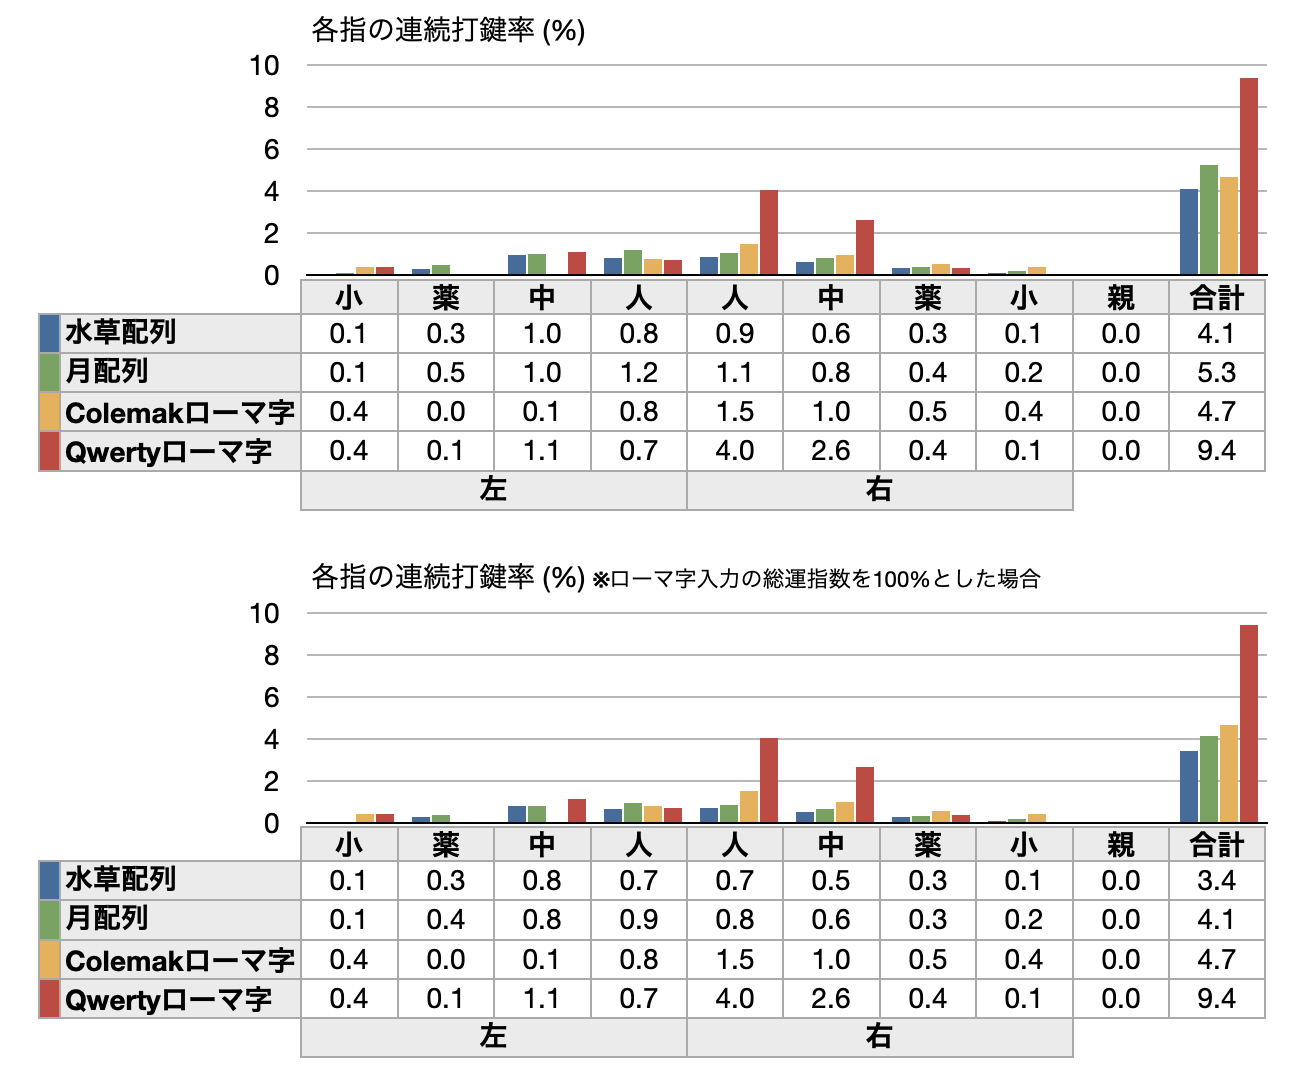 各指の連続打鍵率 (%)
10
8
6
4
2
0
小 薬 中 人 人 中 薬 小 親 合計
水草配列 0.1 0.3 1.0 0.8 0.9 0.6 0.3 0.1 0.0 4.1
月配列 0.1 0.5 1.0 1.2 1.1 0.8 0.4 0.2 0.0 5.3
Colemakローマ字 0.4 0.0 0.1 0.8 1.5 1.0 0.5 0.4 0.0 4.7
Qwertyローマ字 0.4 0.1 1.1 0.7 4.0 2.6 0.4 0.1 0.0 9.4
左 右
各指の連続打鍵率 (%) ※ローマ字入力の総運指数を100%とした場合
10
8
6
4
2
0
小 薬 中 人 人 中 薬 小 親 合計
水草配列 0.1 0.3 0.8 0.7 0.7 0.5 0.3 0.1 0.0 3.4
月配列 0.1 0.4 0.8 0.9 0.8 0.6 0.3 0.2 0.0 4.1
Colemakローマ字 0.4 0.0 0.1 0.8 1.5 1.0 0.5 0.4 0.0 4.7
Qwertyローマ字 0.4 0.1 1.1 0.7 4.0 2.6 0.4 0.1 0.0 9.4
左 右